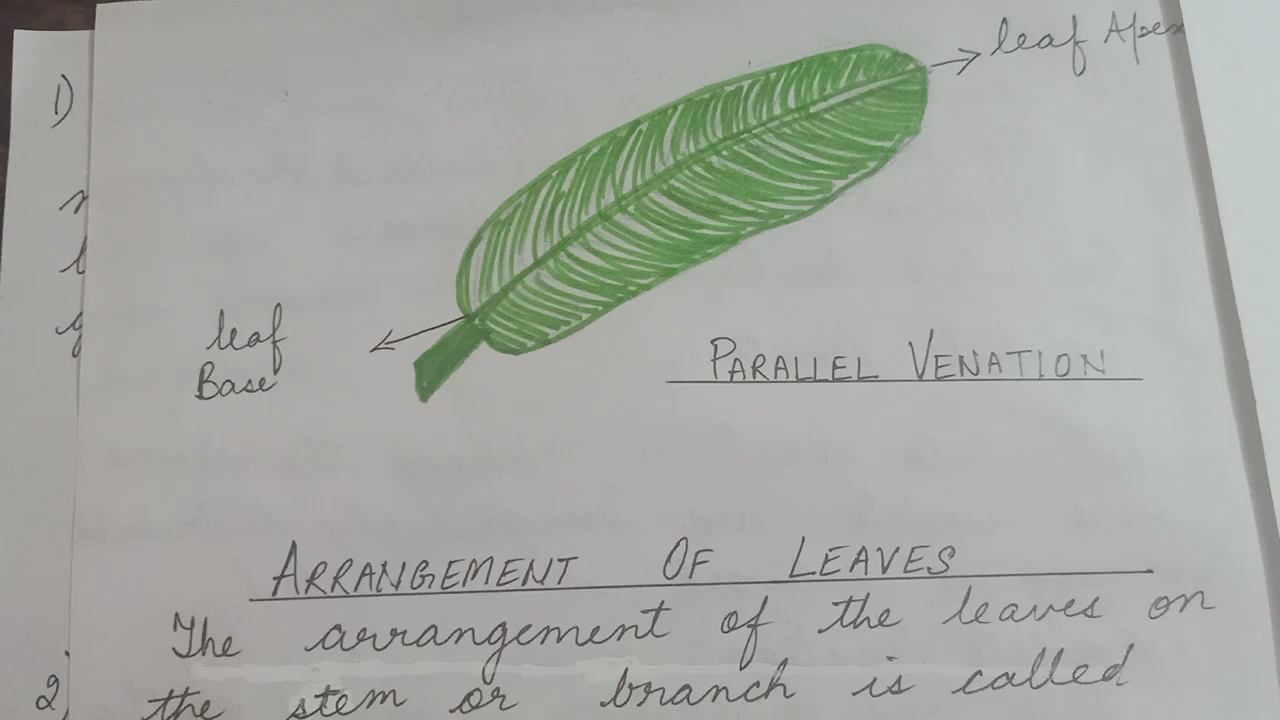 1)
leaf Apex
leaf
Base
PARALLEL VENATION
ARRANGEMENT OF LEAVES
The arrangement of the leaves on
2) the stem or branch is called